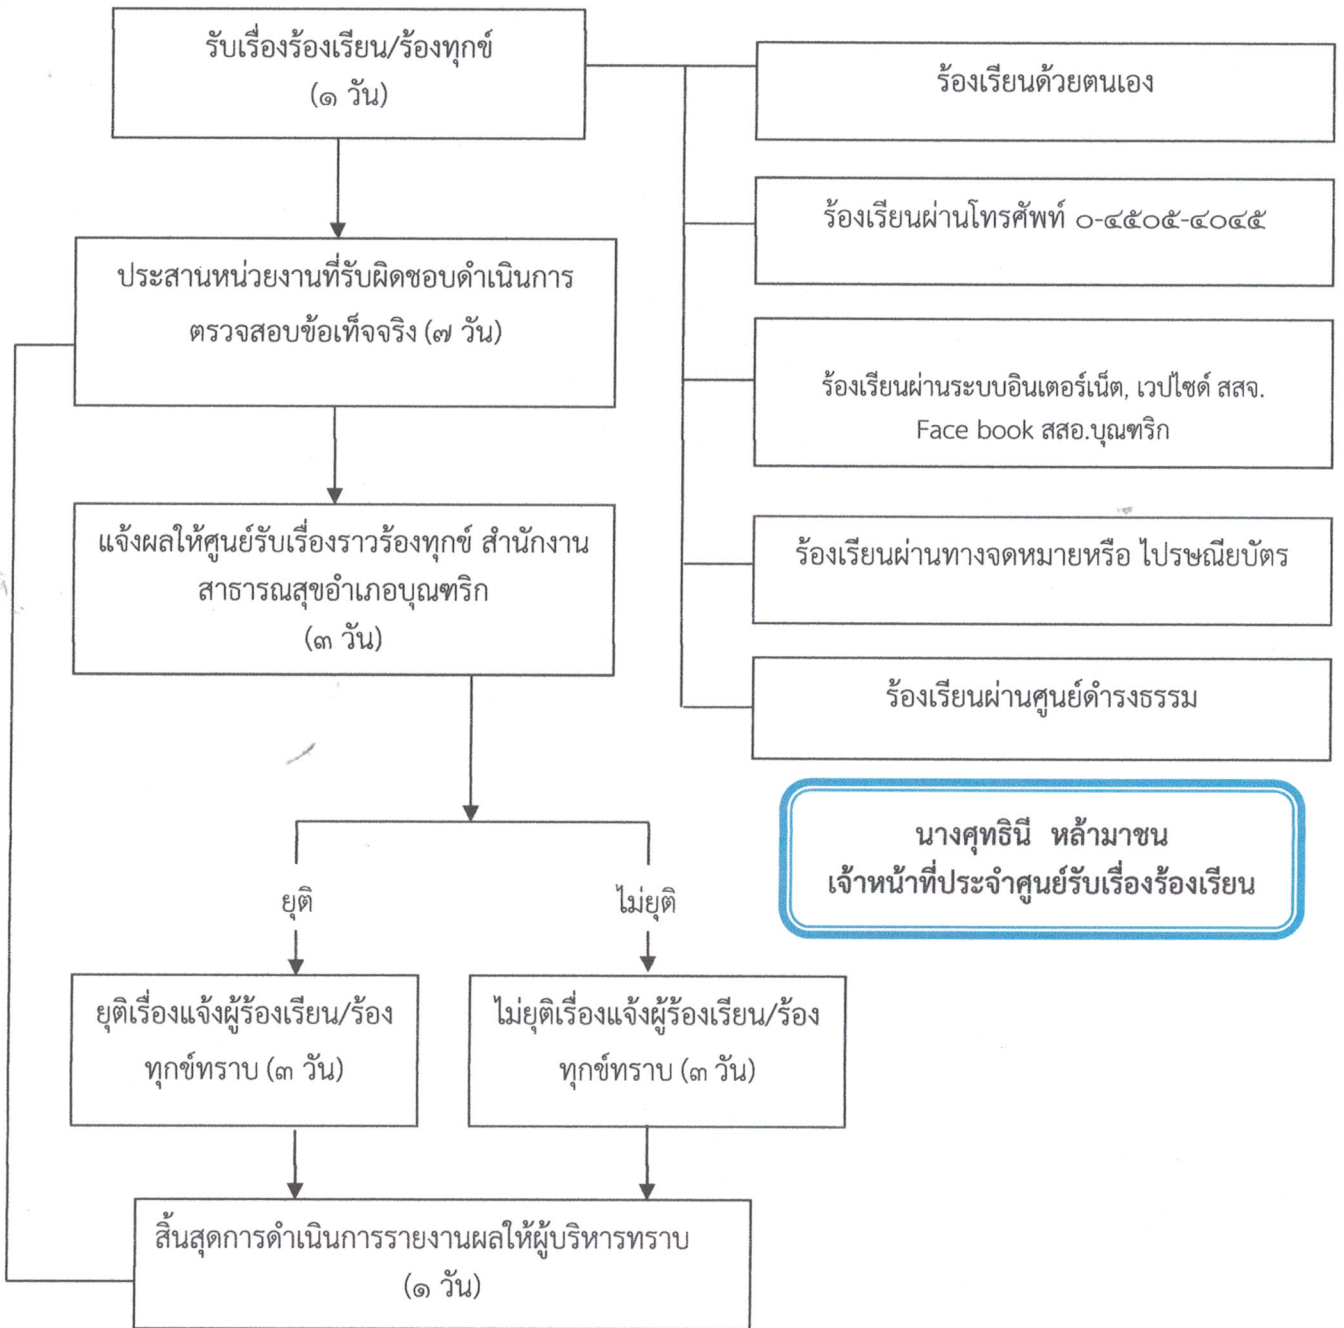 รับเรื่องร้องเรียน/ร้องทุกข์
(๑ วัน)
ร้องเรียนด้วยตนเอง
ร้องเรียนผ่านโทรศัพท์ ๐-๔๕๐๕-๔๐๔๕
ประสานหน่วยงานที่รับผิดชอบดำเนินการ
ตรวจสอบข้อเท็จจริง (๗ วัน)
ร้องเรียนผ่านระบบอินเตอร์เน็ต, เวปไซด์ สสจ.
Face book สสอ.บุณฑริก
แจ้งผลให้ศูนย์รับเรื่องราวร้องทุกข์ สำนักงาน
สาธารณสุขอำเภอบุณฑริก
(๓ วัน)
ร้องเรียนผ่านทางจดหมายหรือ ไปรษณียบัตร
ร้องเรียนผ่านศูนย์ดำรงธรรม
นางศุทธินี หล้ามาชน
เจ้าหน้าที่ประจำศูนย์รับเรื่องร้องเรียน
ยุติ
ไม่ยุติ
ยุติเรื่องแจ้งผู้ร้องเรียน/ร้อง
ทุกข์ทราบ (๓ วัน)
ไม่ยุติเรื่องแจ้งผู้ร้องเรียน/ร้อง
ทุกข์ทราบ (๓ วัน)
สิ้นสุดการดำเนินการรายงานผลให้ผู้บริหารทราบ
(๑ วัน)